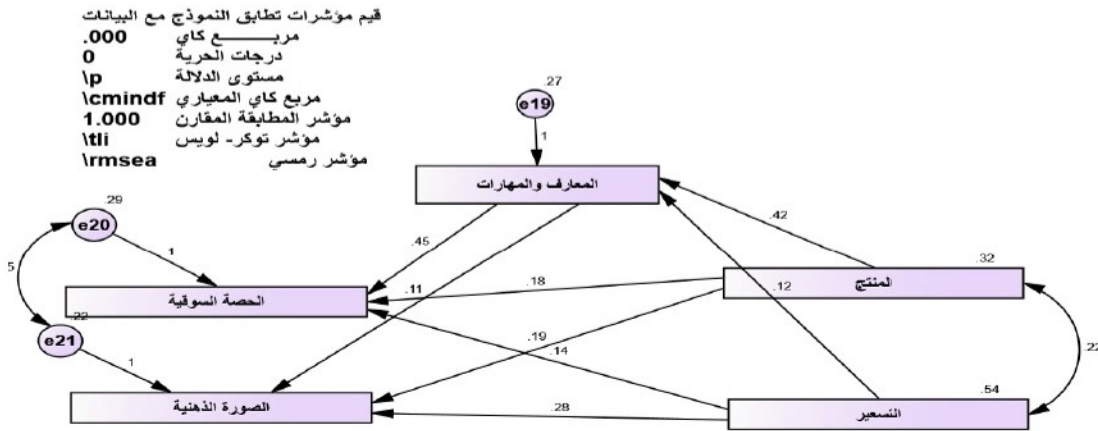 قيم مؤشرات تطابق النموذج مع البيانات
مربـــــــع كاي .000
درجات الحرية 0
مستوى الدلالة \p
مربع كاي المعياري \cmindf
مؤشر المطابقة المقارن 1.000
مؤشر توكر- لويس \tli
مؤشر رمسي \rmsea
.27
e19
1
المعارف والمهارات
.29
e20
1
.45
.42
.32
5
الحصة السوقية
.11
.18
.12
المنتج
.22
e21
1
.19
.14
.22
.54
الصورة الذهنية
.28
التسعير